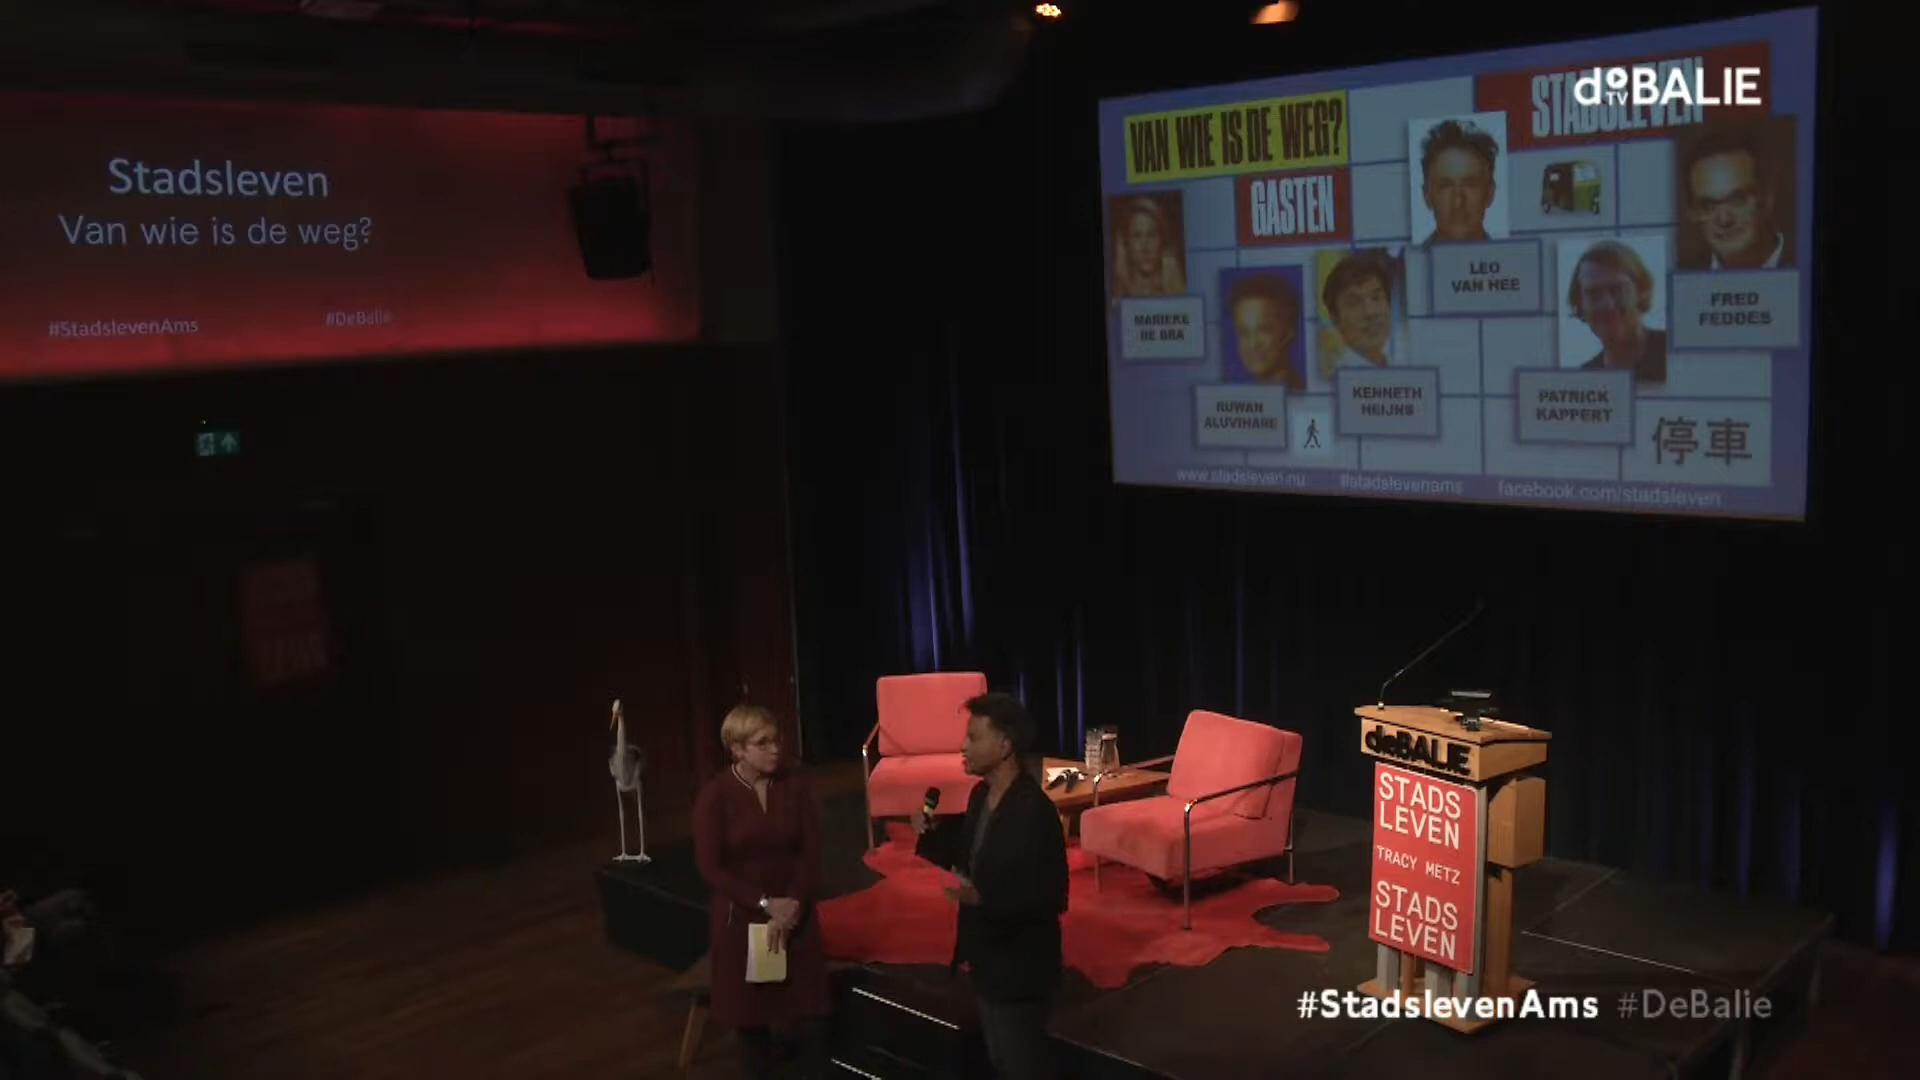 Stadsleven
Van wie is de weg?
#StadslevenAms
#DeBalie
VAN WIE IS DE WEG?
STADSLEVEN
GASTEN
deBALIE
TV
MARIEKE
DE BRA
RUWAN
ALUVIHARE
KENNETH
HEIJNS
LEO
VAN HEE
PATRICK
KAPPERT
FRED
FEDDES
停車
www.stadsleven.nu
#stadslevenams
facebook.com/stadsleven
deBALIE
STADS
LEVEN
TRACY METZ
STADS
LEVEN
#StadslevenAms #DeBalie